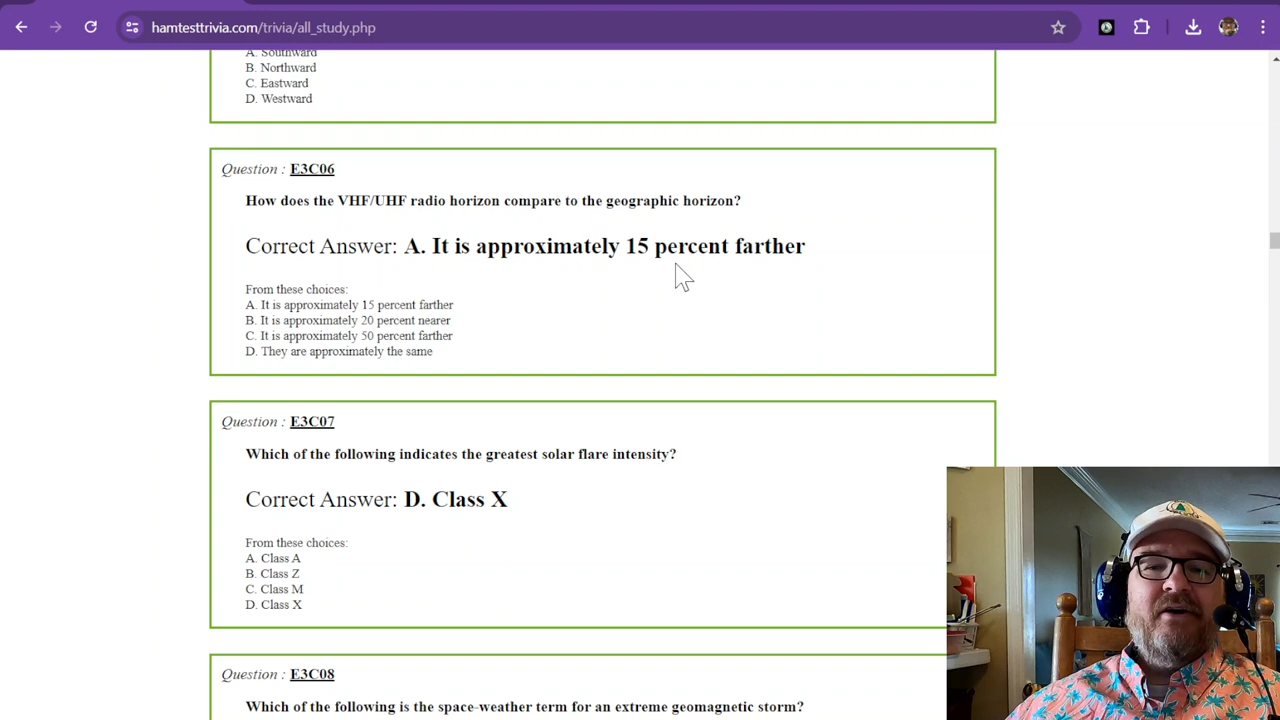 hamtesttrivia.com/trivia/all_study.php
A. Southward
B. Northward
C. Eastward
D. Westward
Question : E3C06
How does the VHF/UHF radio horizon compare to the geographic horizon?
Correct Answer: A. It is approximately 15 percent farther
From these choices:
A. It is approximately 15 percent farther
B. It is approximately 20 percent nearer
C. It is approximately 50 percent farther
D. They are approximately the same
Question : E3C07
Which of the following indicates the greatest solar flare intensity?
Correct Answer: D. Class X
From these choices:
A. Class A
B. Class Z
C. Class M
D. Class X
Question : E3C08
Which of the following is the space-weather term for an extreme geomagnetic storm?